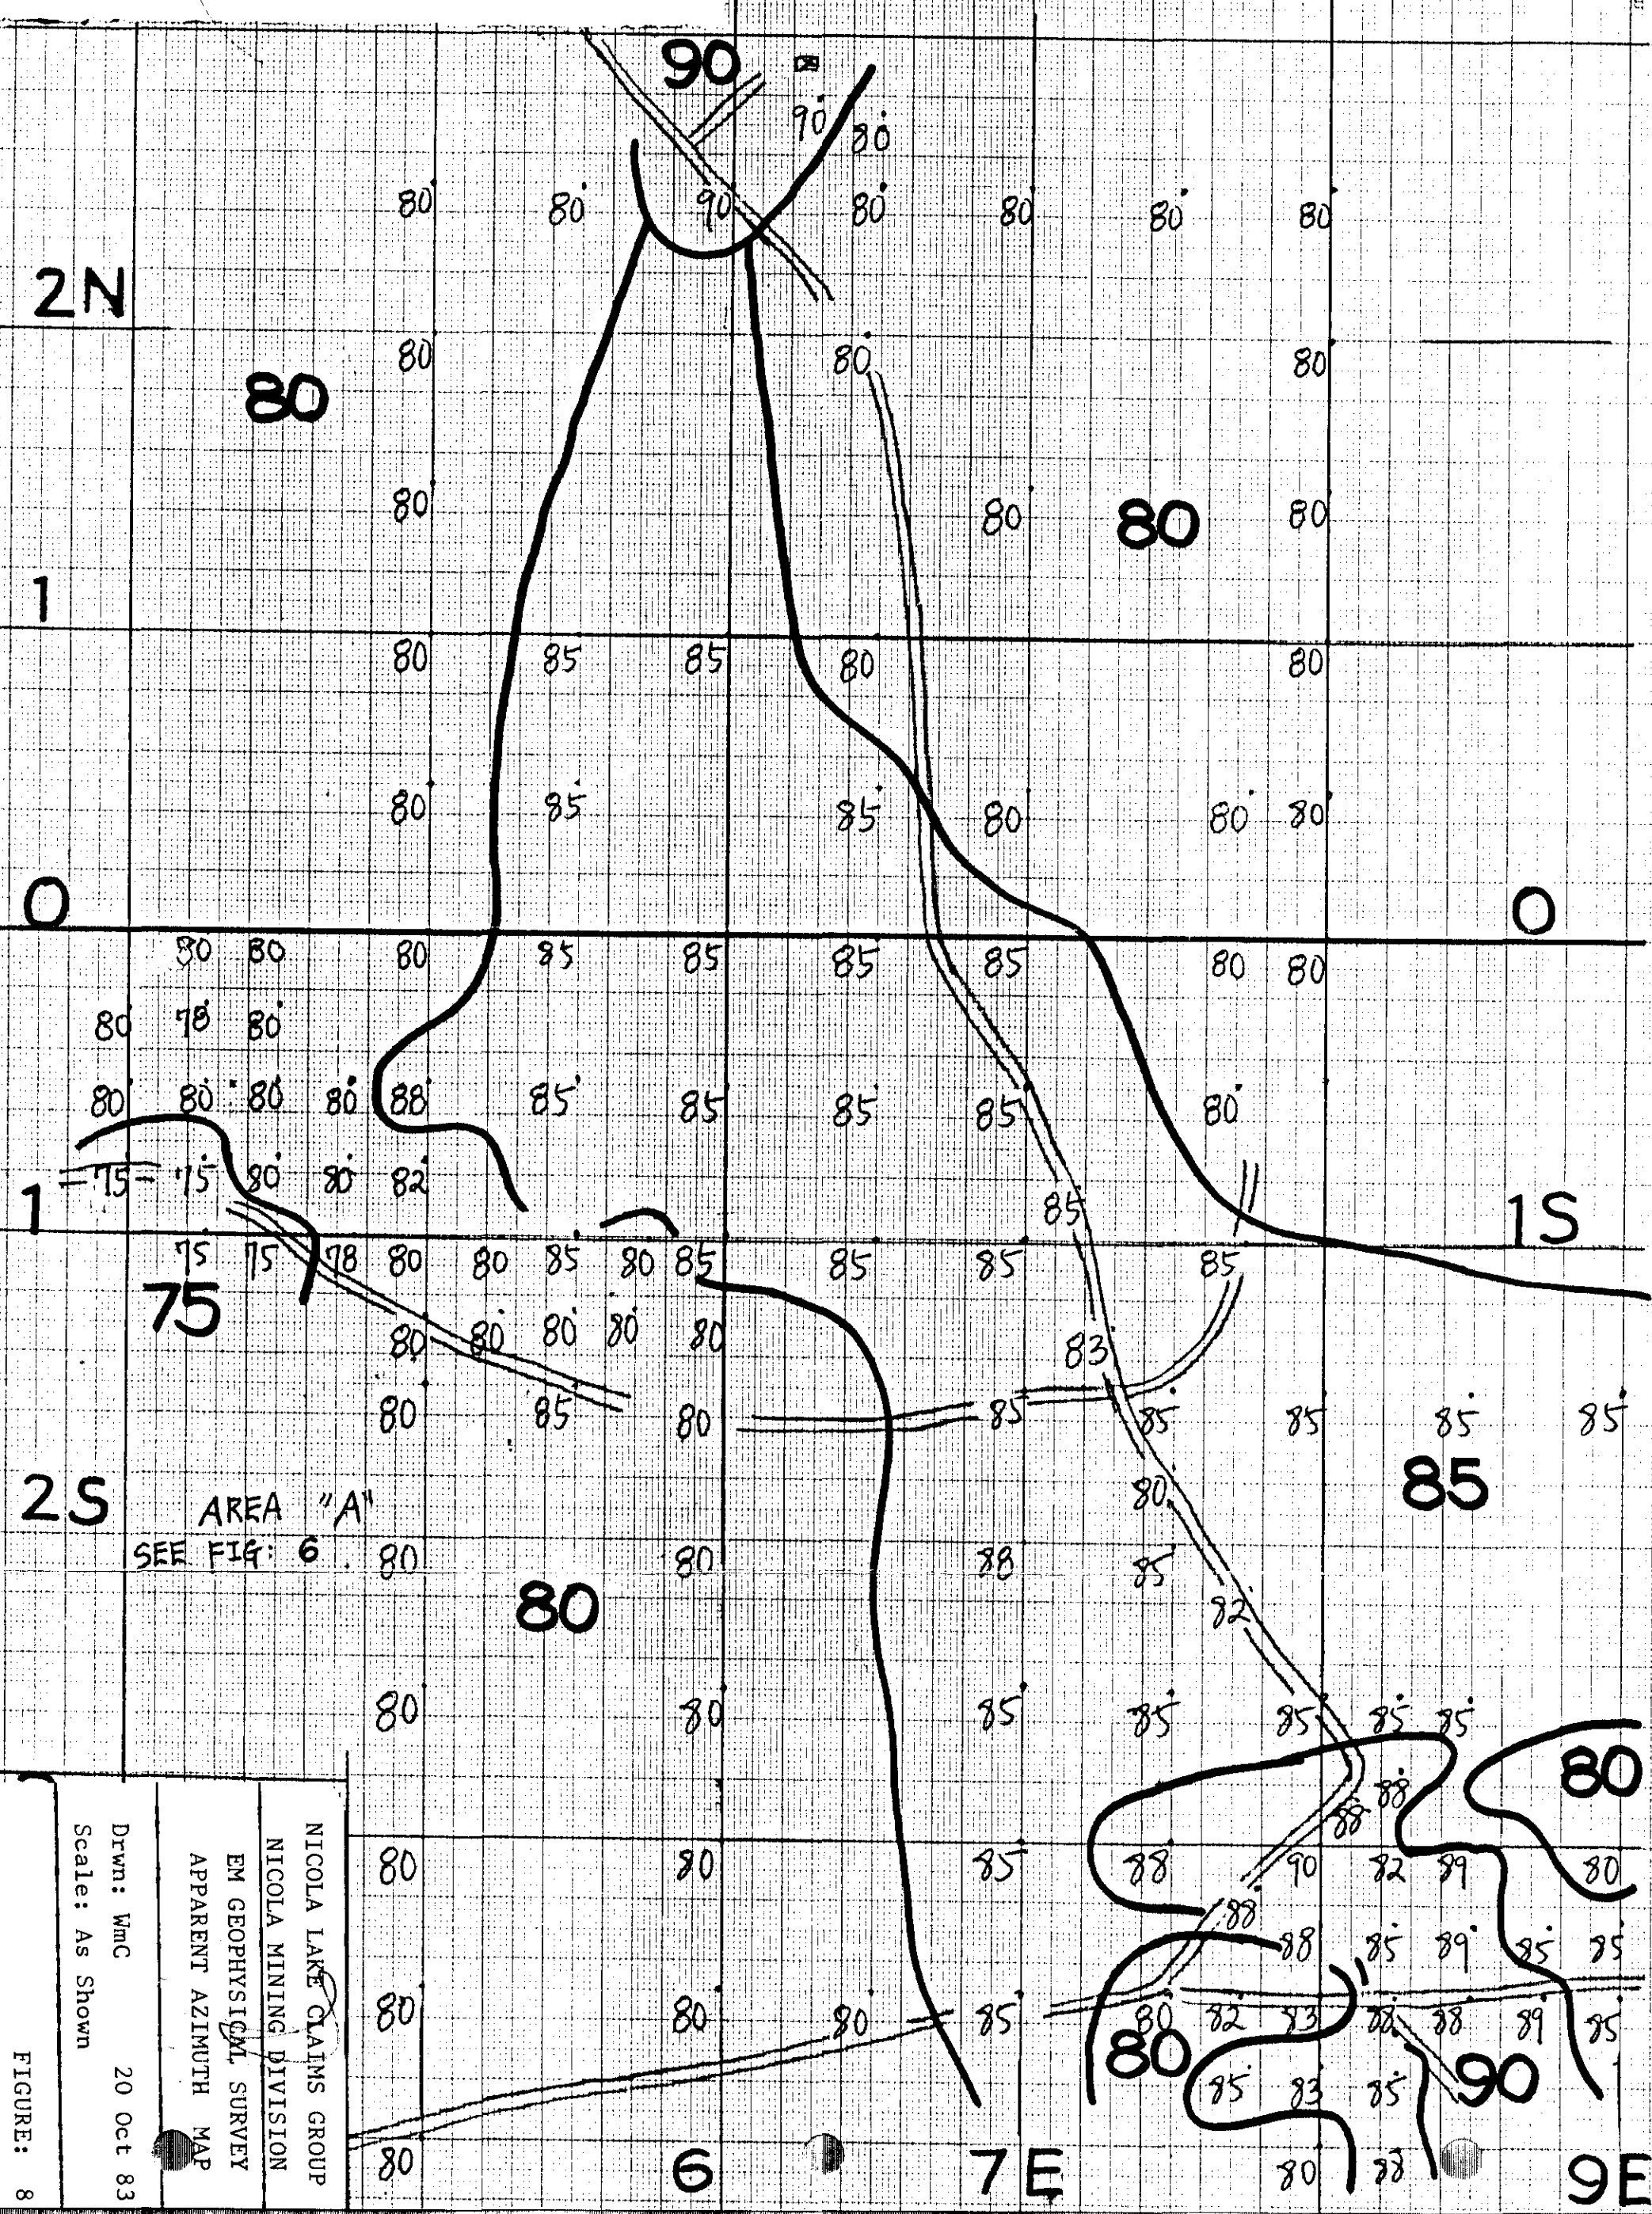 90
90 80
80 80 90 80 80 80 80
2N
80 80 80
80
80 80 80
80
1
80 85 85 80 80
80 85 85 80 80 80
0 0
80 80 80 85 85 85 85 80 80
80 78 80
80 80 80 80 88 85 85 85 85 80
75 75 80 80 82
85
1 1S
75 75 78 80 80 85 80 85 85 85 85
75
80 80 80 80 80 83
80 85 80 85 85 85 85 85
85
80
2S AREA "A"
SEE FIG: 6 80 80 88 85
80
82
80 80 85 85 85 85 85
80
88
88
80 80 85 88 90 82 89 80
88
88 85 89 85 85
80 80 80 85 80 82 83 88 88 89 85
80
85 83 85 90
80 80 88
6 7E 9E
NICOLA LAKE CLAIMS GROUP
NICOLA MINING DIVISION
EM GEOPHYSICAL SURVEY
APPARENT AZIMUTH MAP
Drwn: WmC 20 Oct 83
Scale: As Shown
FIGURE: 8